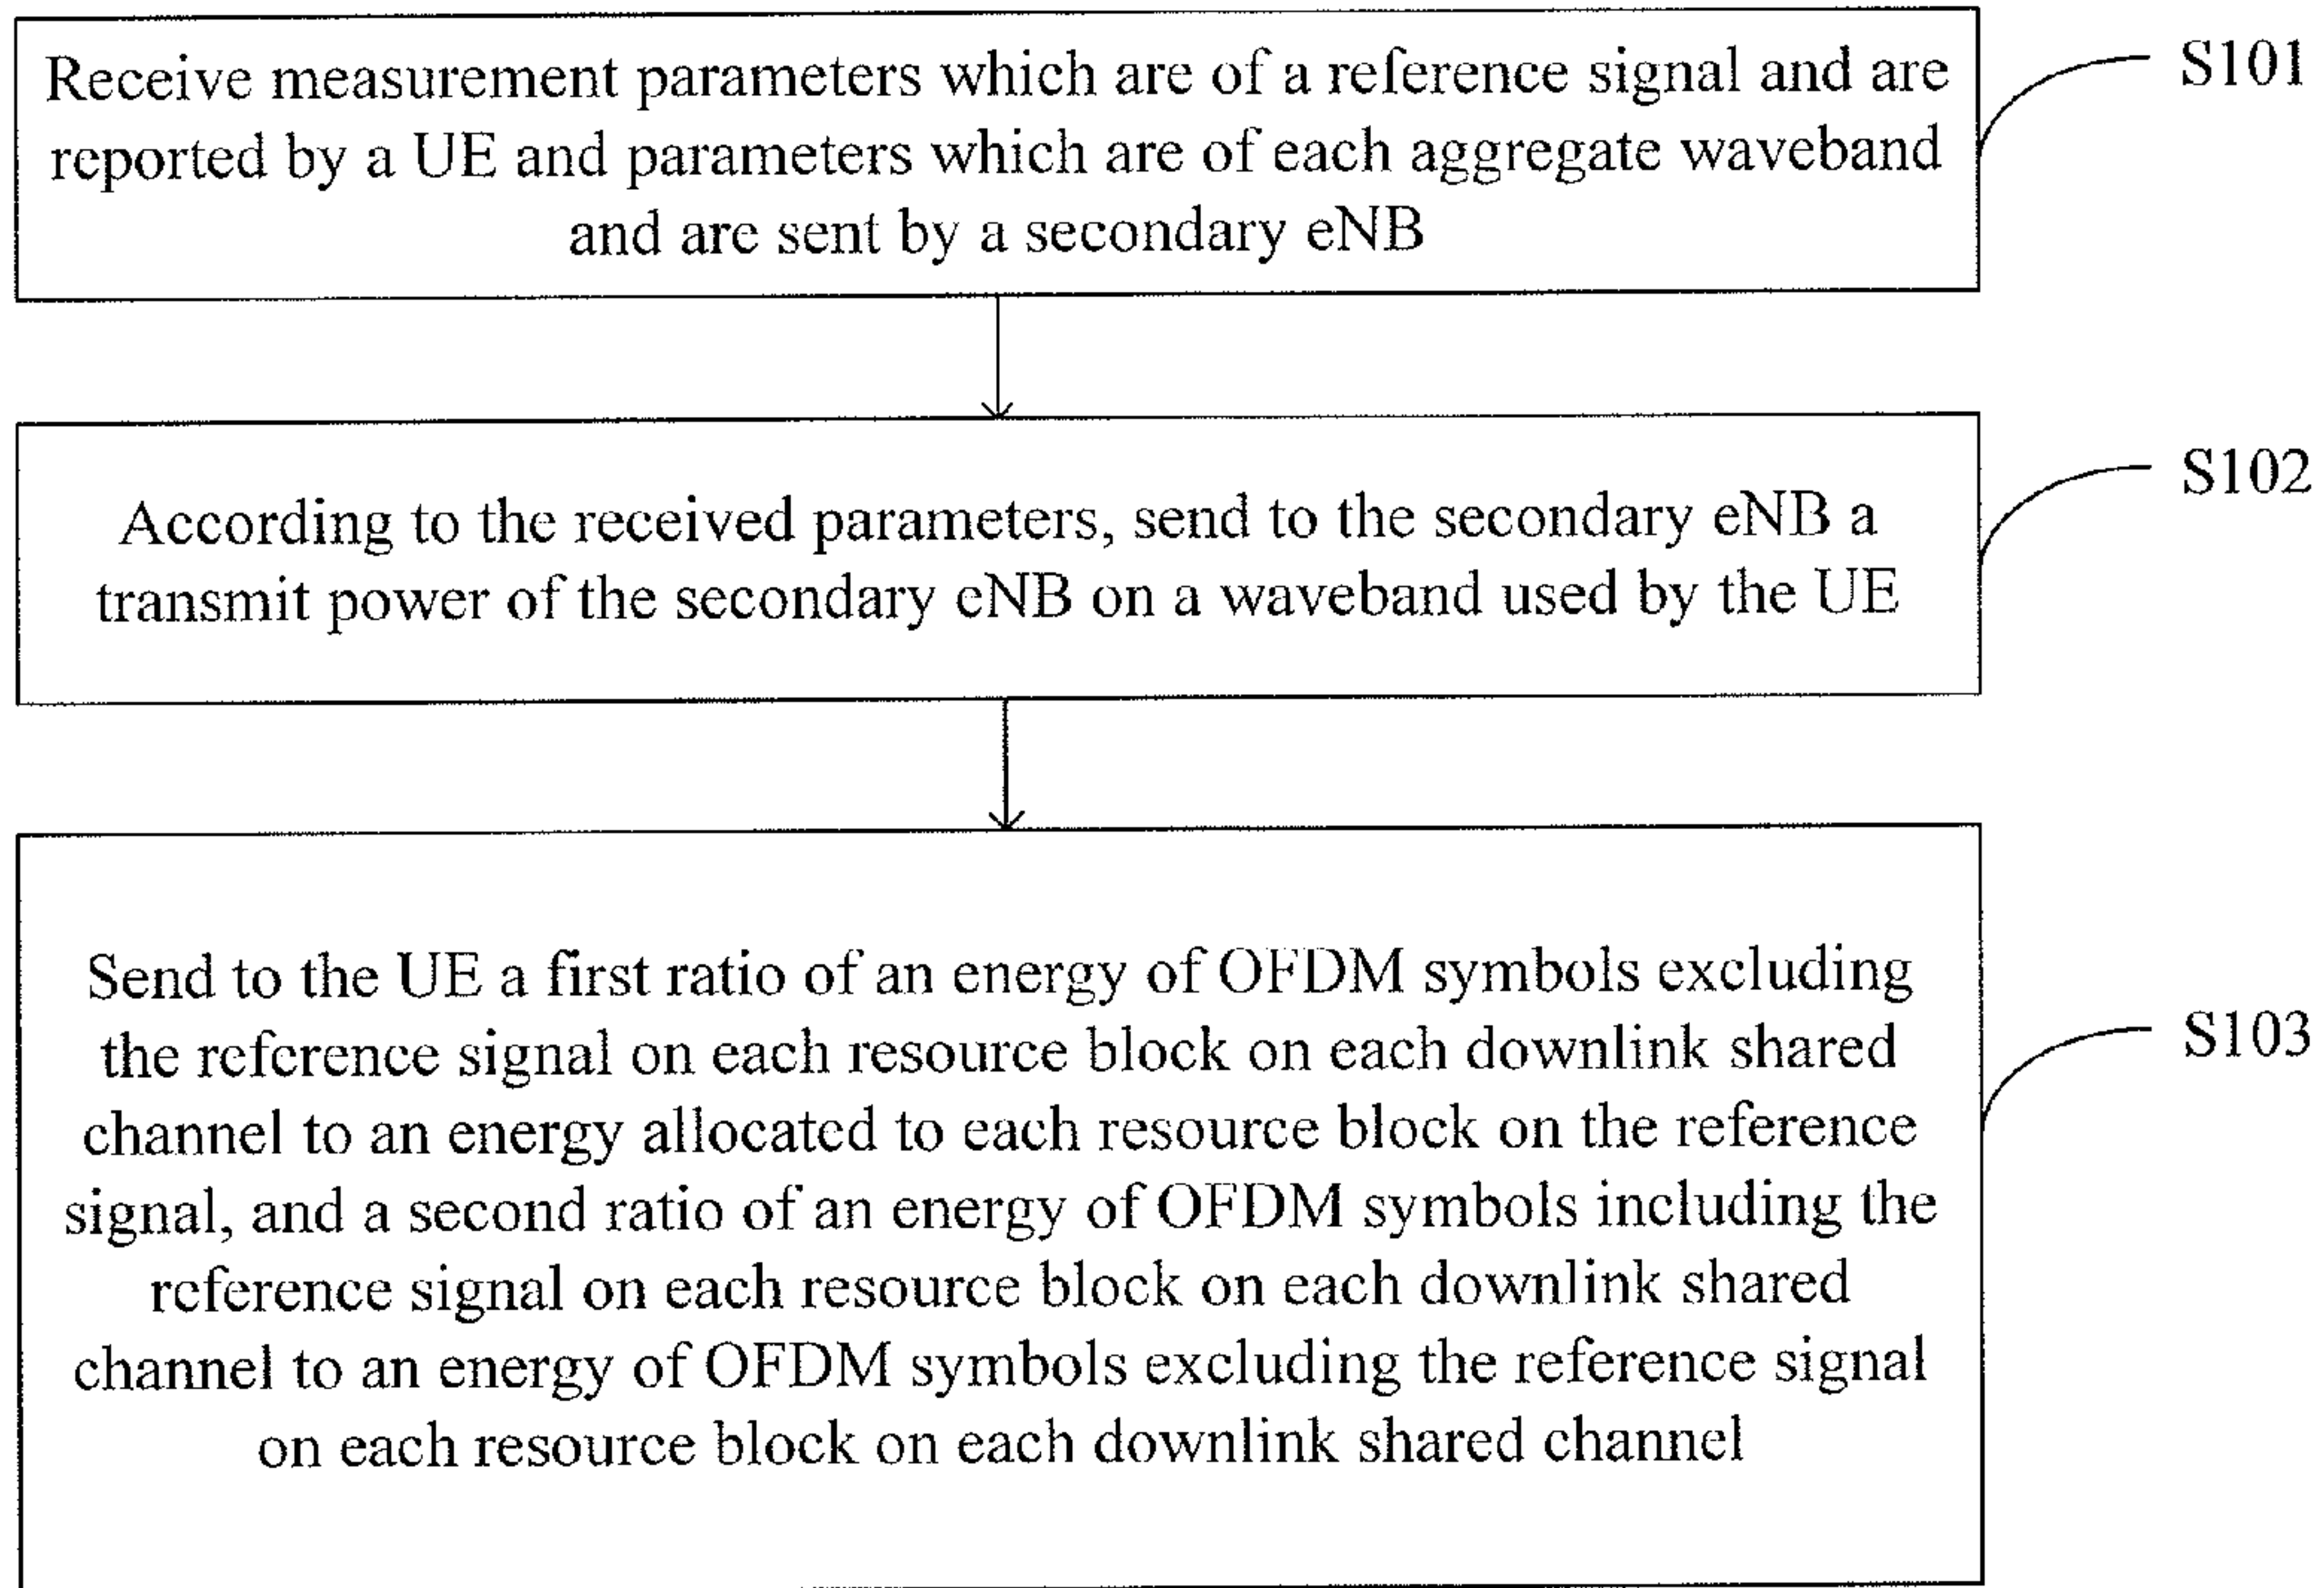 Receive measurement parameters which are of a reference signal and are
reported by a UE and parameters which are of each aggregate waveband
and are sent by a secondary eNB
S101
According to the received parameters, send to the secondary eNB a
transmit power of the secondary eNB on a waveband used by the UE
S102
Send to the UE a first ratio of an energy of OFDM symbols excluding
the reference signal on each resource block on each downlink shared
channel to an energy allocated to each resource block on the reference
signal, and a second ratio of an energy of OFDM symbols including the
reference signal on each resource block on each downlink shared
channel to an energy of OFDM symbols excluding the reference signal
on each resource block on each downlink shared channel
S103